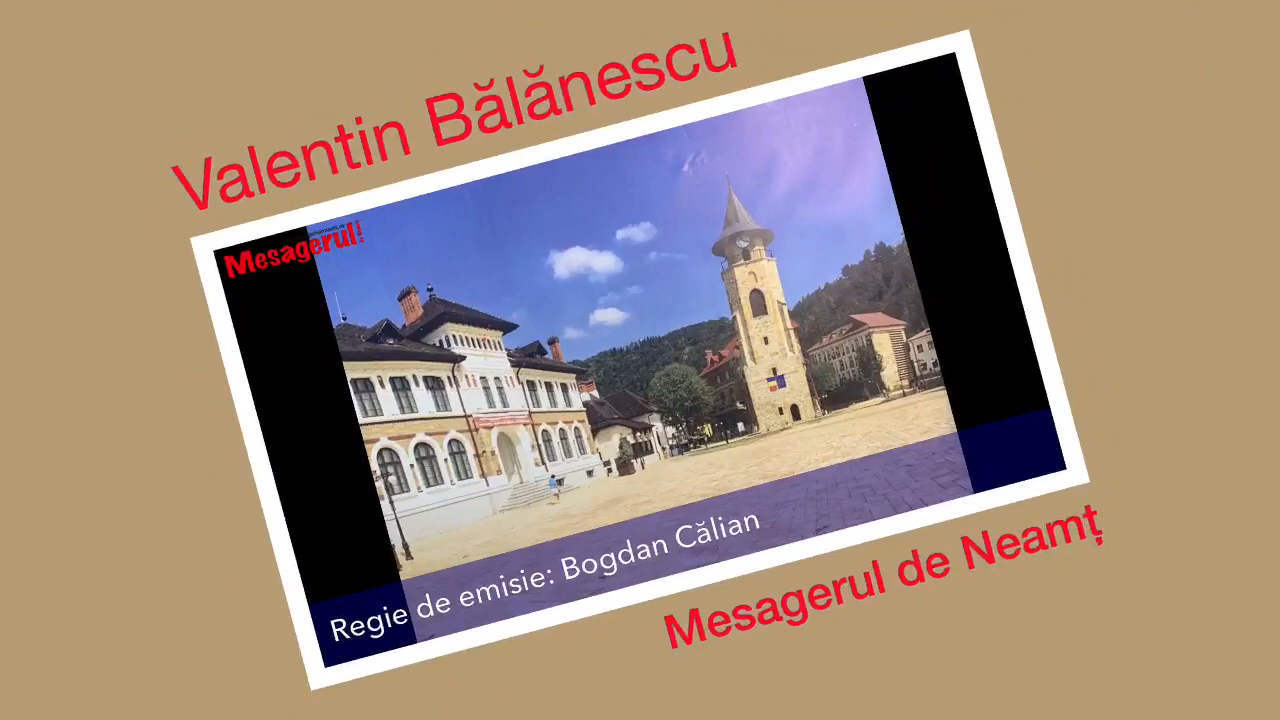 Valentin Bălănescu
Mesagerul!
Regie de emisie: Bogdan Călian
Mesagerul de Neamț